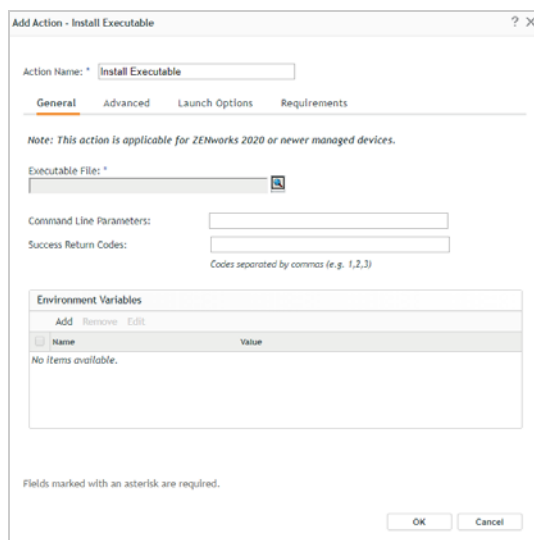 Add Action - Install Executable ? X
Action Name: * Install Executable
General Advanced Launch Options Requirements
Note: This action is applicable for ZENworks 2020 or newer managed devices.
Executable File: *
Command Line Parameters:
Success Return Codes:
Codes separated by commas (e.g. 1,2,3)
Environment Variables
Add Remove Edit
Name Value
No items available.
Fields marked with an asterisk are required.
OK Cancel